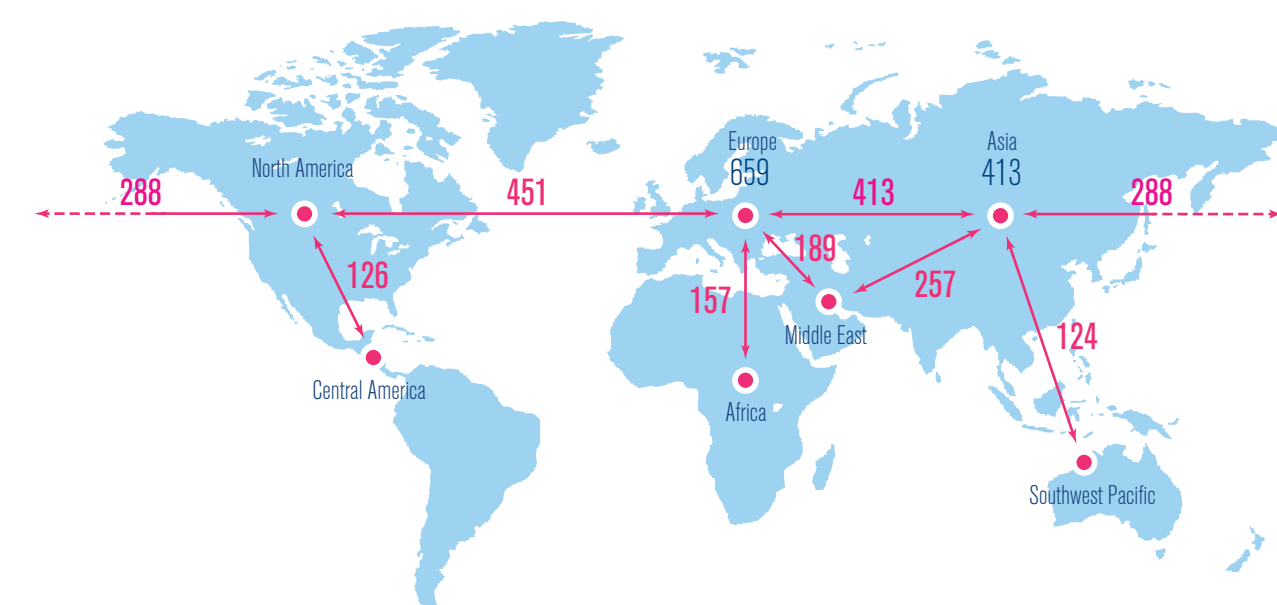 Europe
659
Asia
413
North America
288
451
413
288
189
126
257
157
Middle East
124
Central America
Africa
Southwest Pacific